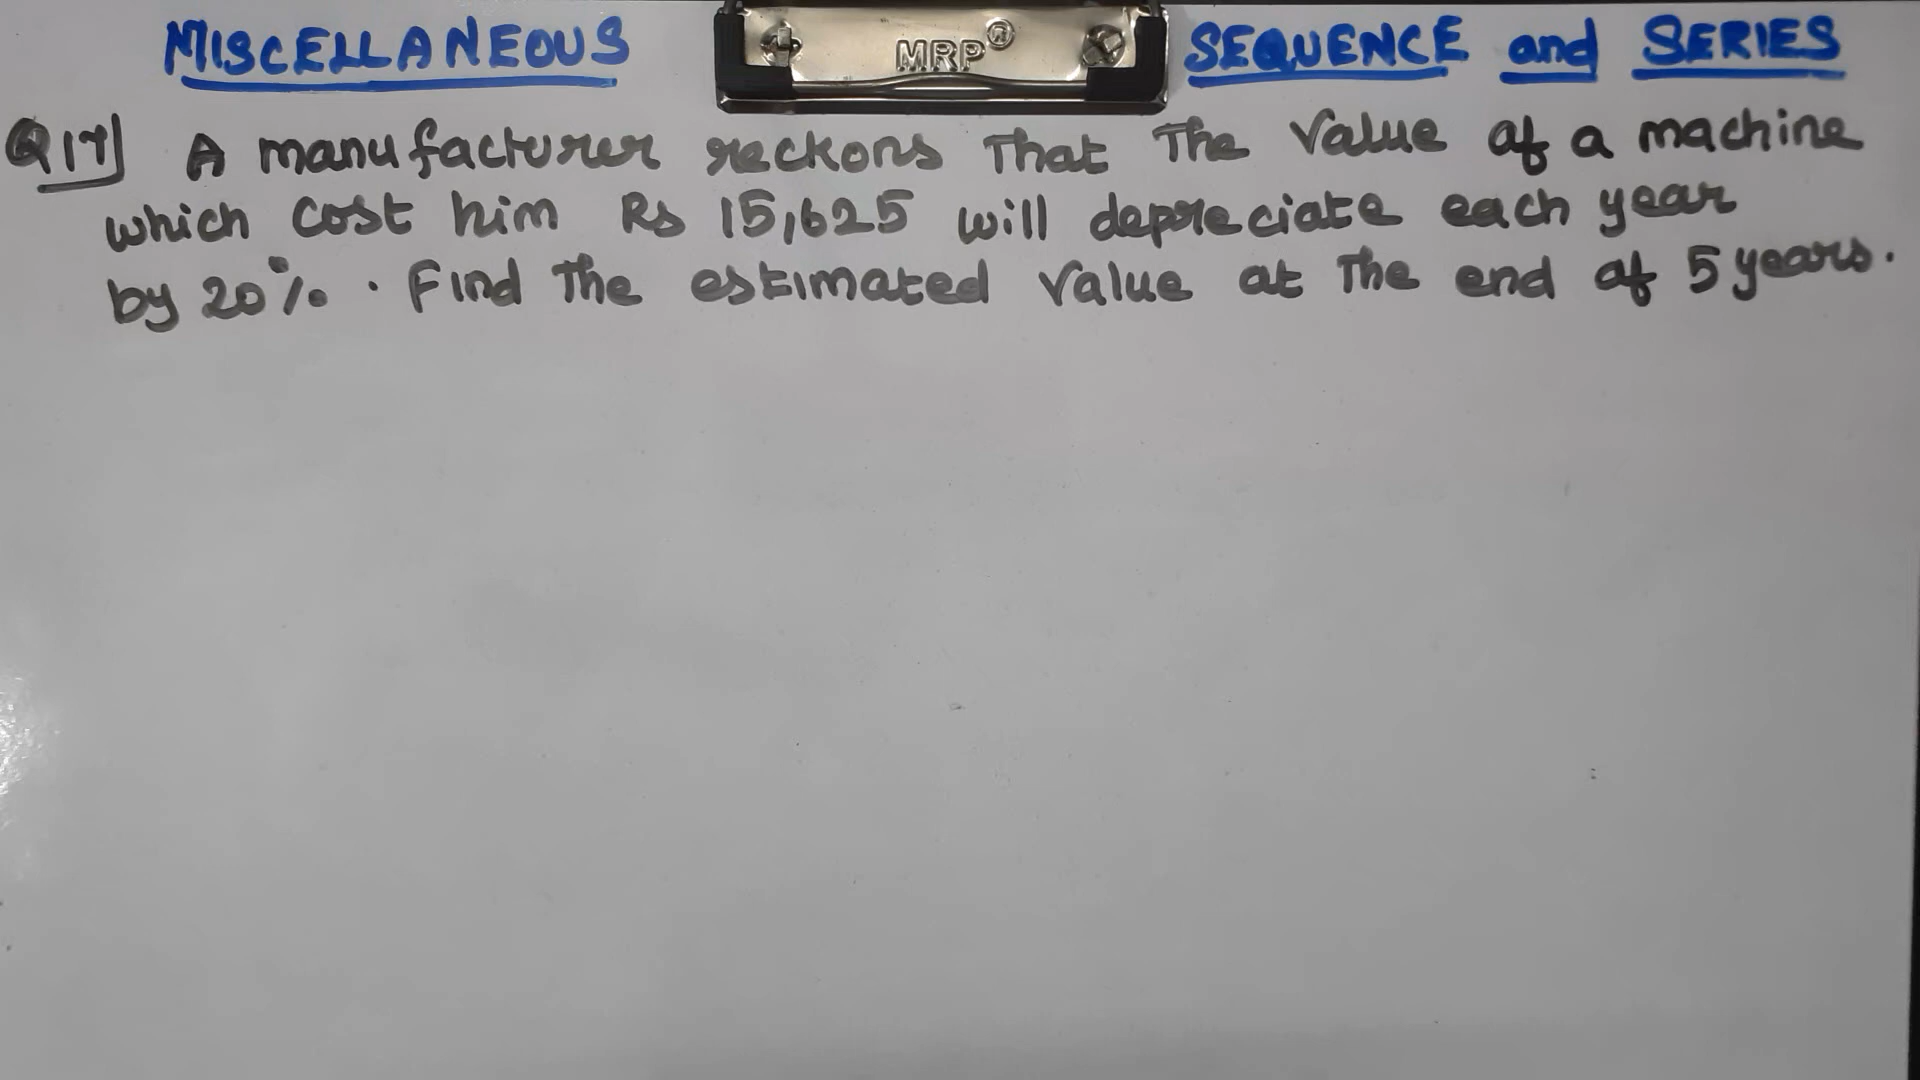 MISCELLANEOUS MRP® SEQUENCE and SERIES
Q17] A manufacturer reckons That The Value of a machine
which cost him Rs 15,625 will depreciate each year
by 20%. Find The estimated Value at The end of 5 years.